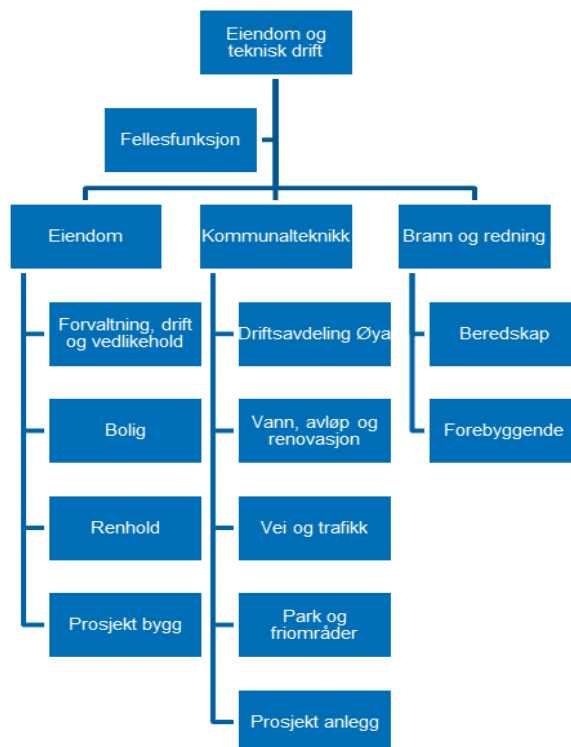 Eiendom og
teknisk drift
Fellesfunksjon
Eiendom
Kommunalteknikk
Brann og redning
Forvaltning, drift
og vedlikehold
Bolig
Renhold
Prosjekt bygg
Driftsavdeling Øya
Vann, avløp og
renovasjon
Vei og trafikk
Park og
friområder
Prosjekt anlegg
Beredskap
Forebyggende